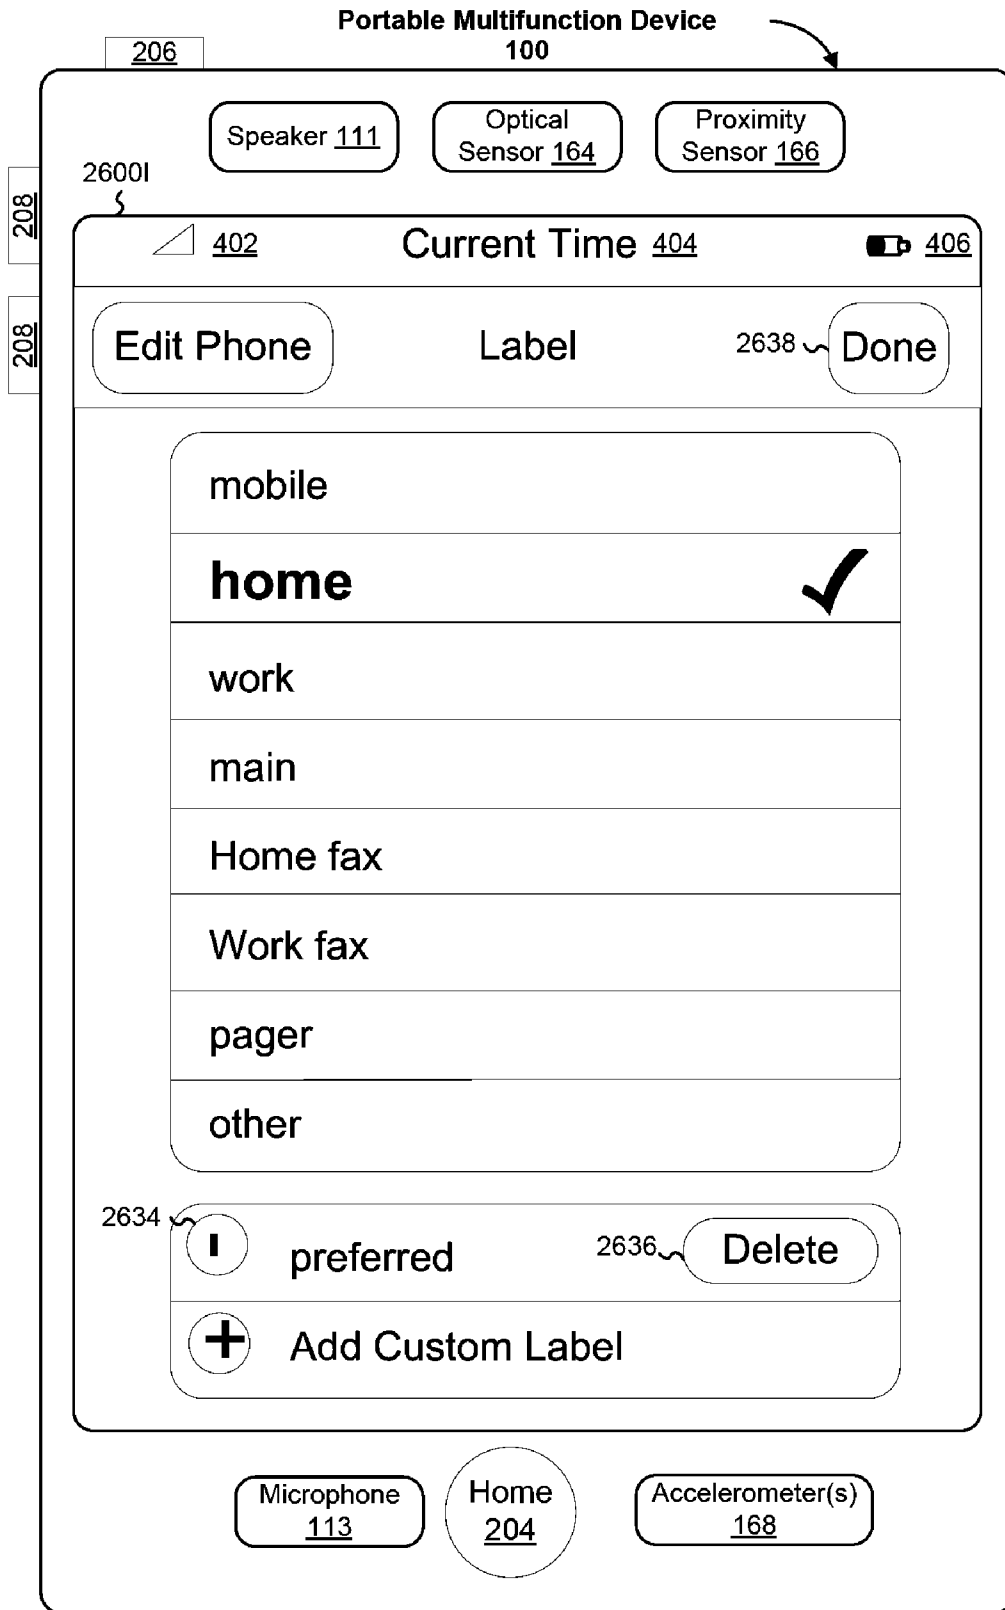 Portable Multifunction Device
100
206
Speaker 111
Optical
Sensor 164
Proximity
Sensor 166
2600I
208
402
Current Time 404
406
208
Edit Phone
Label
2638
Done
mobile
home
work
main
Home fax
Work fax
pager
other
2634
preferred
2636
Delete
Add Custom Label
Microphone
113
Home
204
Accelerometer(s)
168